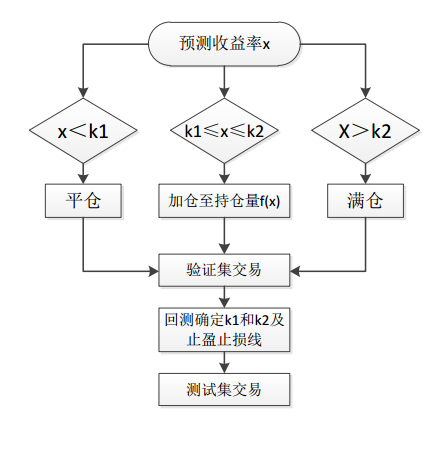 预测收益率x
x＜k1
k1≤x≤k2
X＞k2
平仓
加仓至持仓量f(x)
满仓
验证集交易
回测确定k1和k2及
止盈止损线
测试集交易